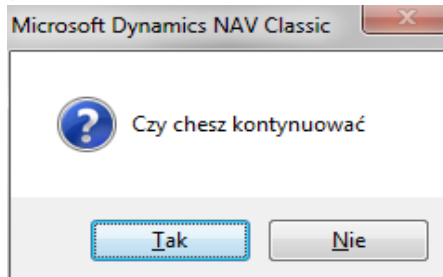 Microsoft Dynamics NAV Classic
Czy chesz kontynuować
Tak
Nie